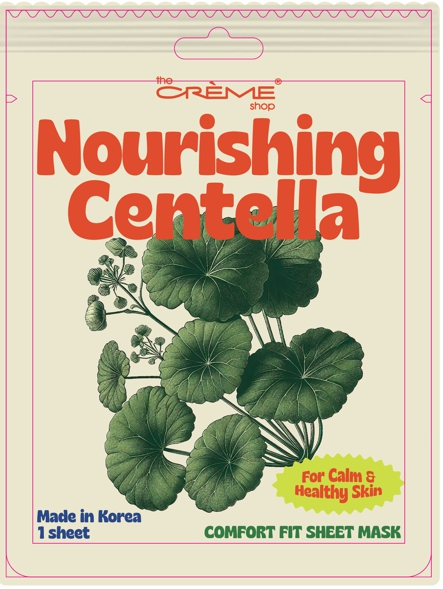 the
CRÈME®
shop
Nourishing
Centella
For Calm &
Healthy Skin
Made in Korea
1 sheet
COMFORT FIT SHEET MASK